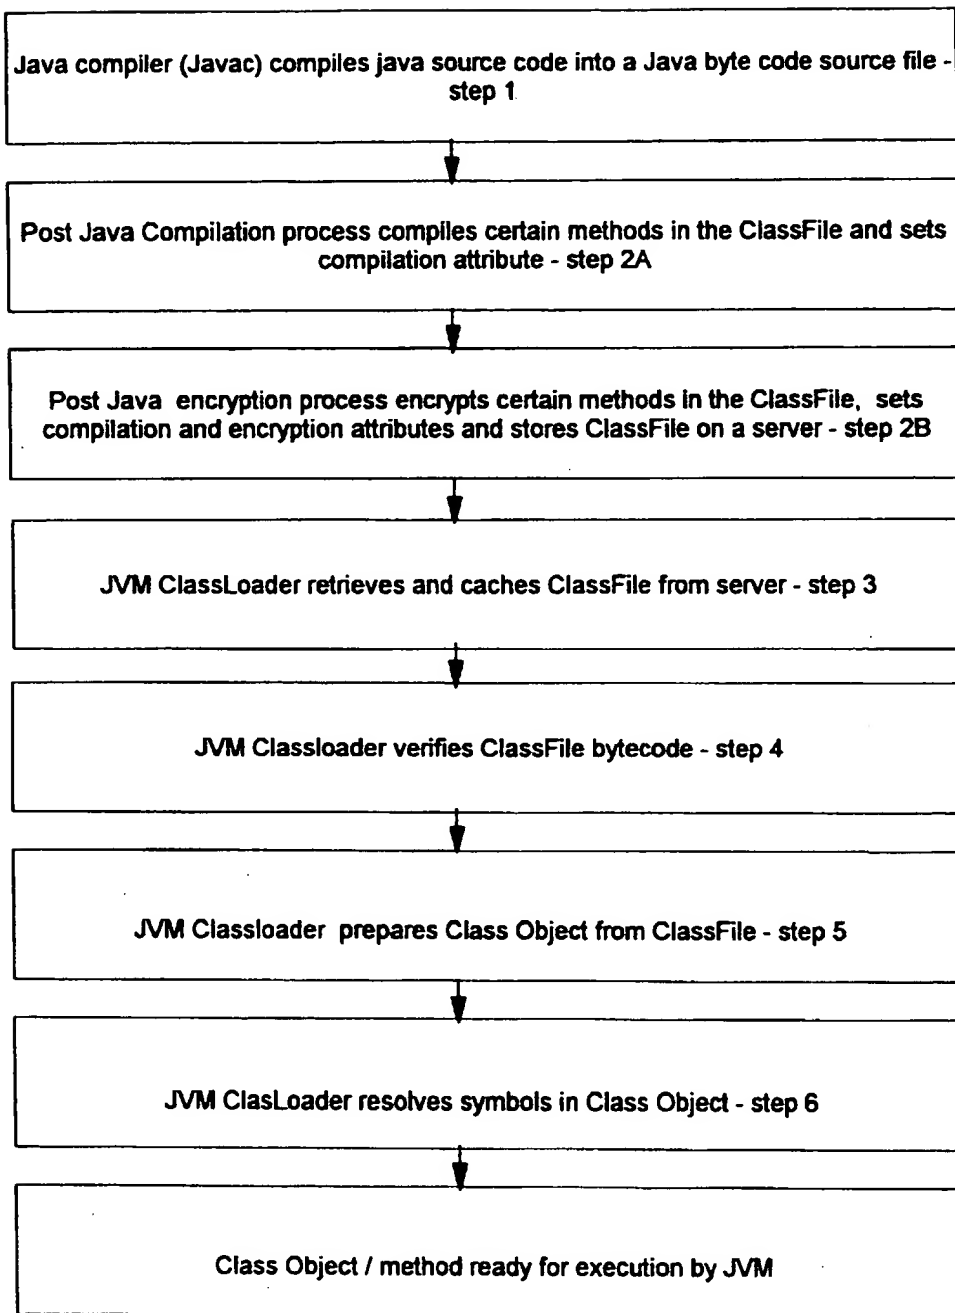 Java compiler (Javac) compiles java source code into a Java byte code source file -
step 1
Post Java Compilation process compiles certain methods in the ClassFile and sets
compilation attribute - step 2A
Post Java encryption process encrypts certain methods in the ClassFile, sets
compilation and encryption attributes and stores ClassFile on a server - step 2B
JVM ClassLoader retrieves and caches ClassFile from server - step 3
JVM Classloader verifies ClassFile bytecode - step 4
JVM Classloader prepares Class Object from ClassFile - step 5
JVM ClasLoader resolves symbols in Class Object - step 6
Class Object / method ready for execution by JVM